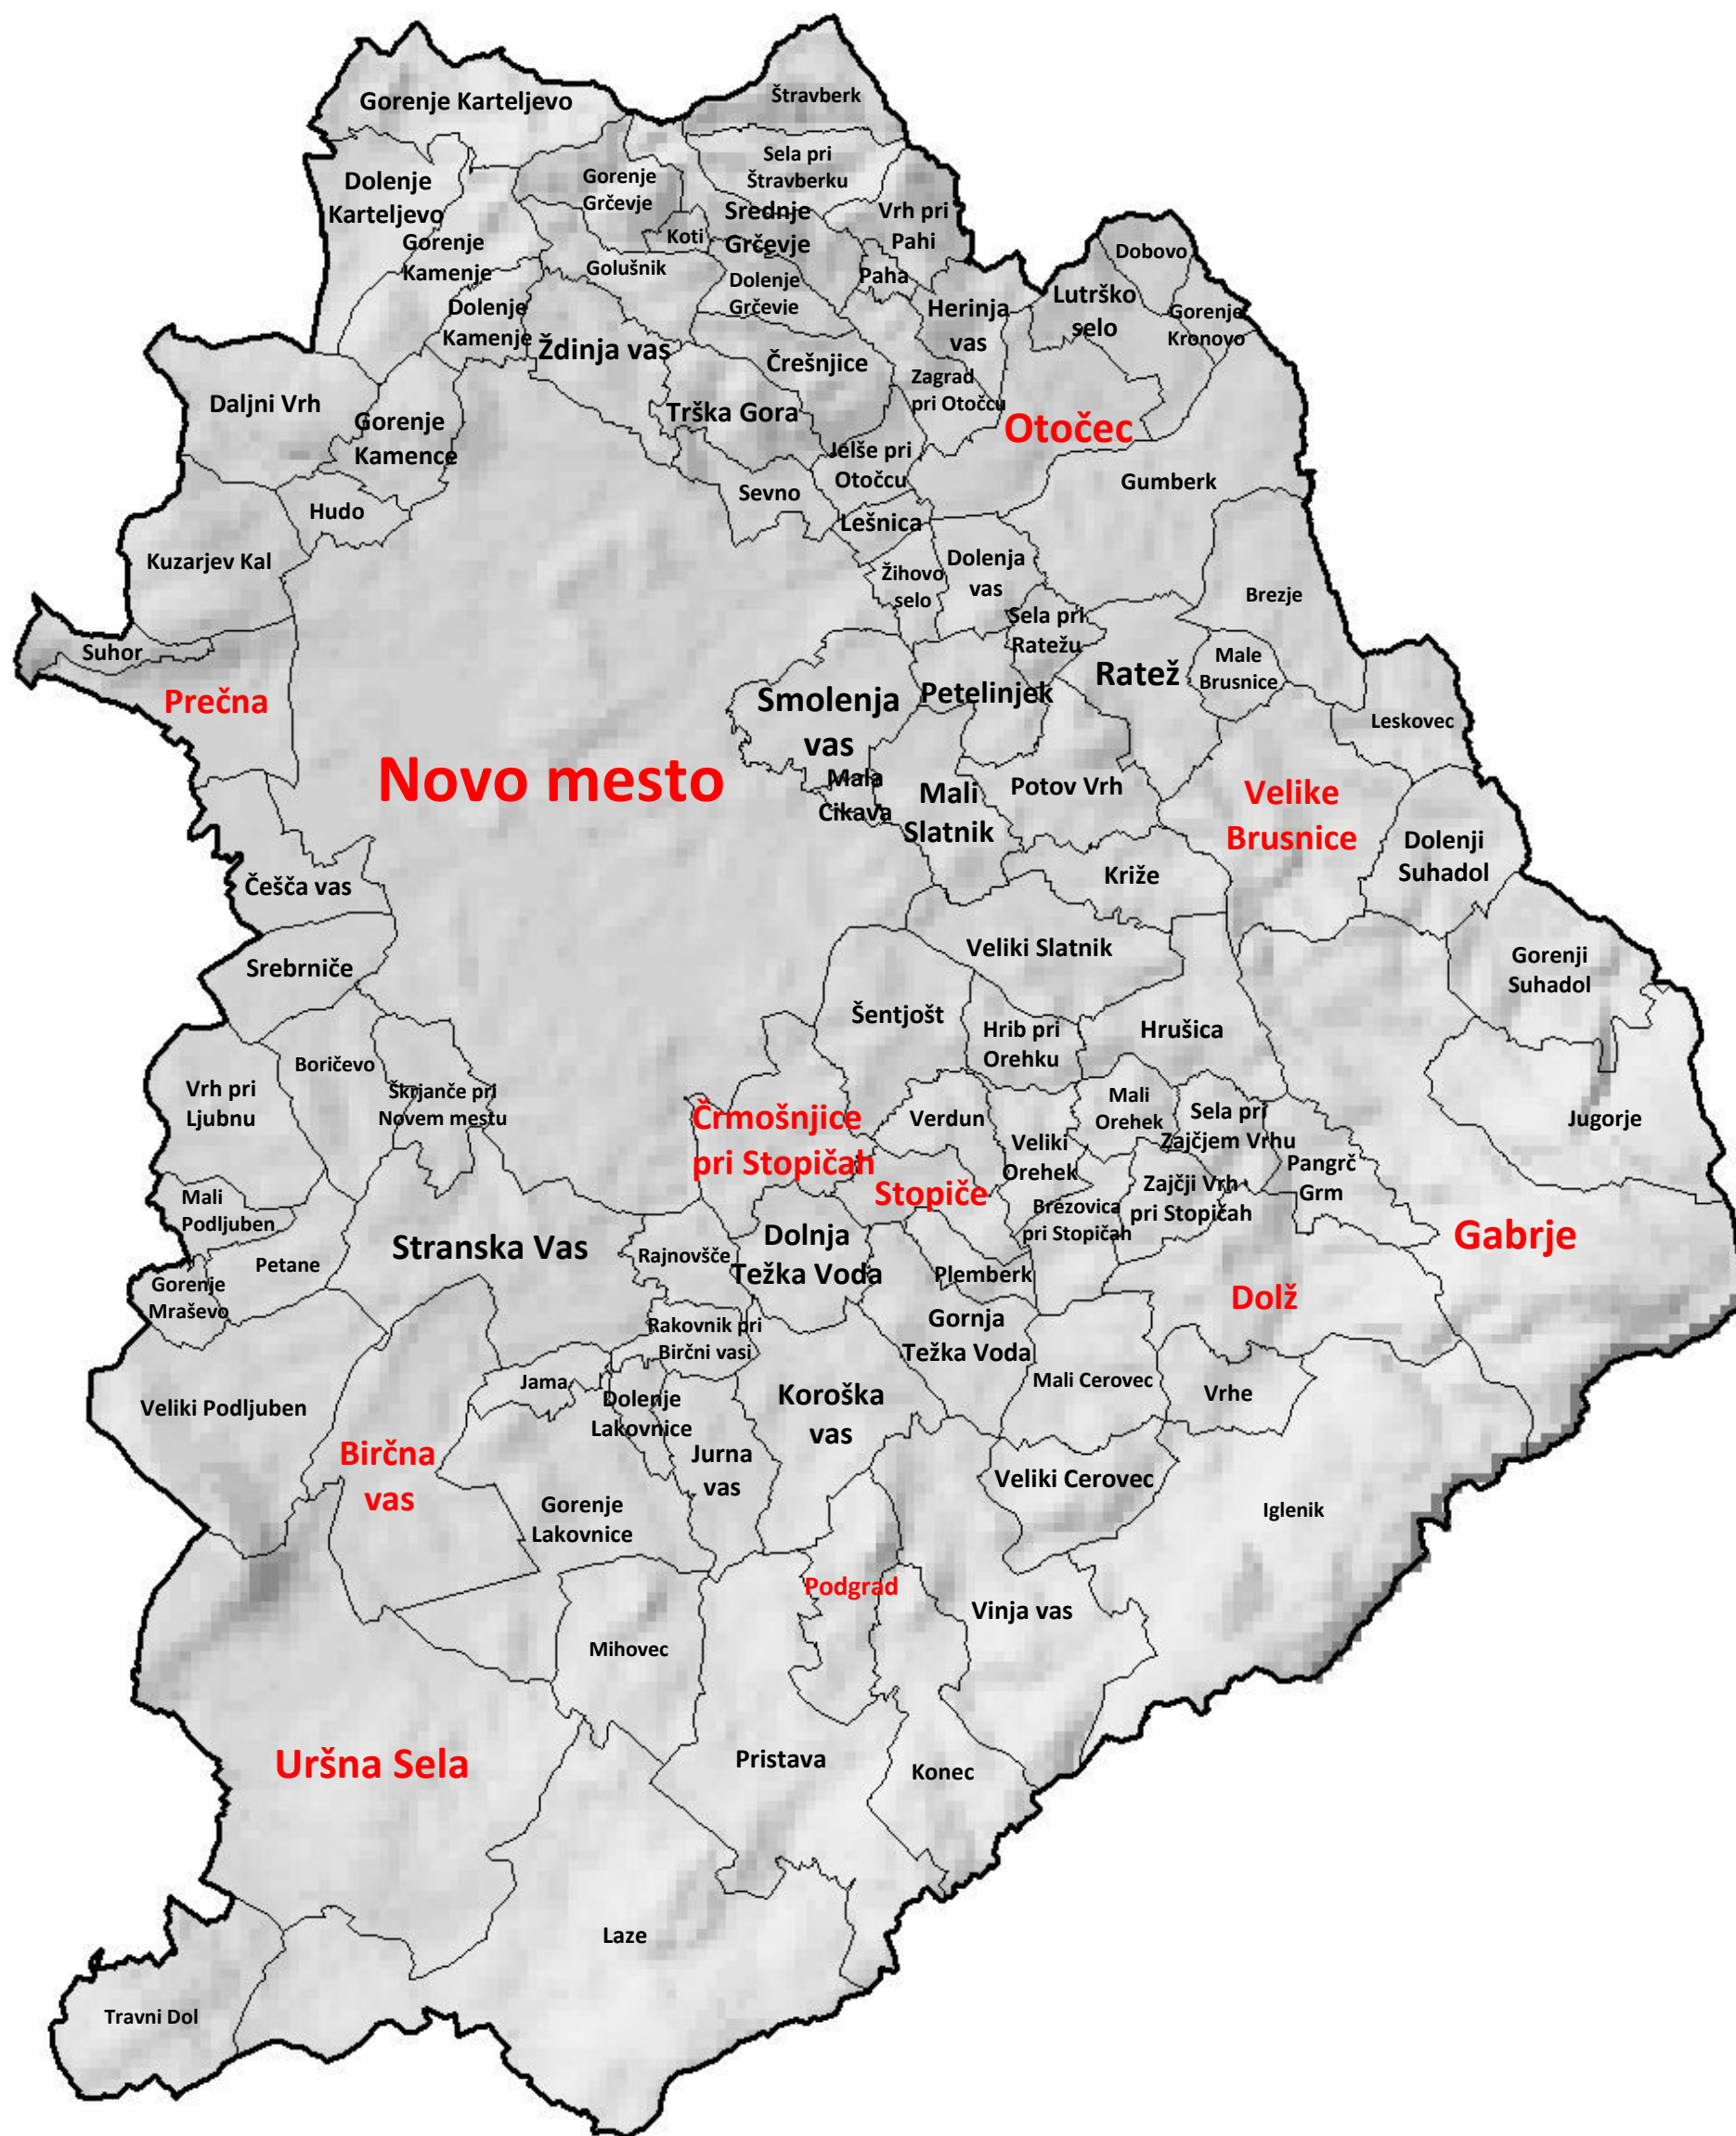 Gorenje Karteljevo
Štravberk
Sela pri
Štravberku
Dolenje
Karteljevo
Gorenje
Grčevje
Srednje
Grčevje
Vrh pri
Pahi
Koti
Gorenje
Kamenje
Golušnik
Dolenje
Grčevie
Paha
Dobovo
Lutrško
selo
Gorenje
Kronovo
Herinja
vas
Dolenje
Kamenje
Ždinja vas
Črešnjice
Zagrad
pri Otočcu
Daljni Vrh
Gorenje
Kamence
Trška Gora
Otočec
Jelše pri
Otočcu
Gumberk
Sevno
Hudo
Lešnica
Kuzarjev Kal
Žihovo
selo
Dolenja
vas
Brezje
Sela pri
Ratežu
Suhor
Prečna
Ratež
Male
Brusnice
Smolenja
vas
Petelinjek
Leskovec
Novo mesto
Mala
Cikava
Mali
Slatnik
Potov Vrh
Velike
Brusnice
Dolenji
Suhadol
Češča vas
Križe
Srebrniče
Veliki Slatnik
Gorenji
Suhadol
Šentjošt
Hrib pri
Orehku
Hrušica
Boričevo
Vrh pri
Ljubnu
Škrjanče pri
Novem mestu
Črmošnjice
pri Stopičah
Verdun
Mali
Orehek
Sela pri
Zajčjem Vrhu
Jugorje
Veliki
Orehek
Pangrč
Grm
Mali
Podljuben
Stopiče
Zajčji Vrh
pri Stopičah
Brezovica
pri Stopičah
Gabrje
Stranska Vas
Rajnovšče
Dolnja
Težka Voda
Petane
Gorenje
Mraševo
Plemberk
Dolž
Rakovnik pri
Birčni vasi
Gornja
Težka Voda
Veliki Podljuben
Jama
Dolenje
Lakovnice
Koroška
vas
Mali Cerovec
Vrhe
Birčna
vas
Jurna
vas
Veliki Cerovec
Gorenje
Lakovnice
Iglenik
Podgrad
Vinja vas
Mihovec
Uršna Sela
Pristava
Konec
Laze
Travni Dol